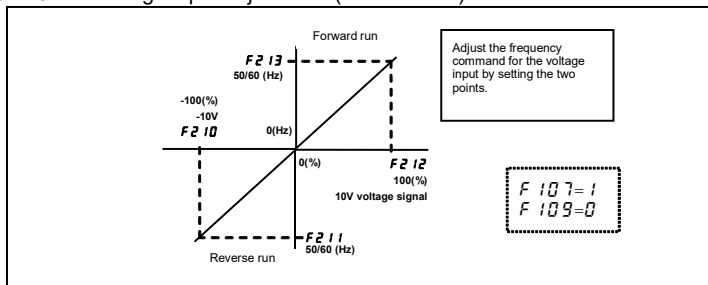 Forward run
F213
50/60 (Hz)
Adjust the frequency
command for the voltage
input by setting the two
points.
-100(%)
-10V
F210
0(Hz)
0(%)
F212
100(%)
10V voltage signal
F107=1
F109=0
F211
50/60 (Hz)
Reverse run